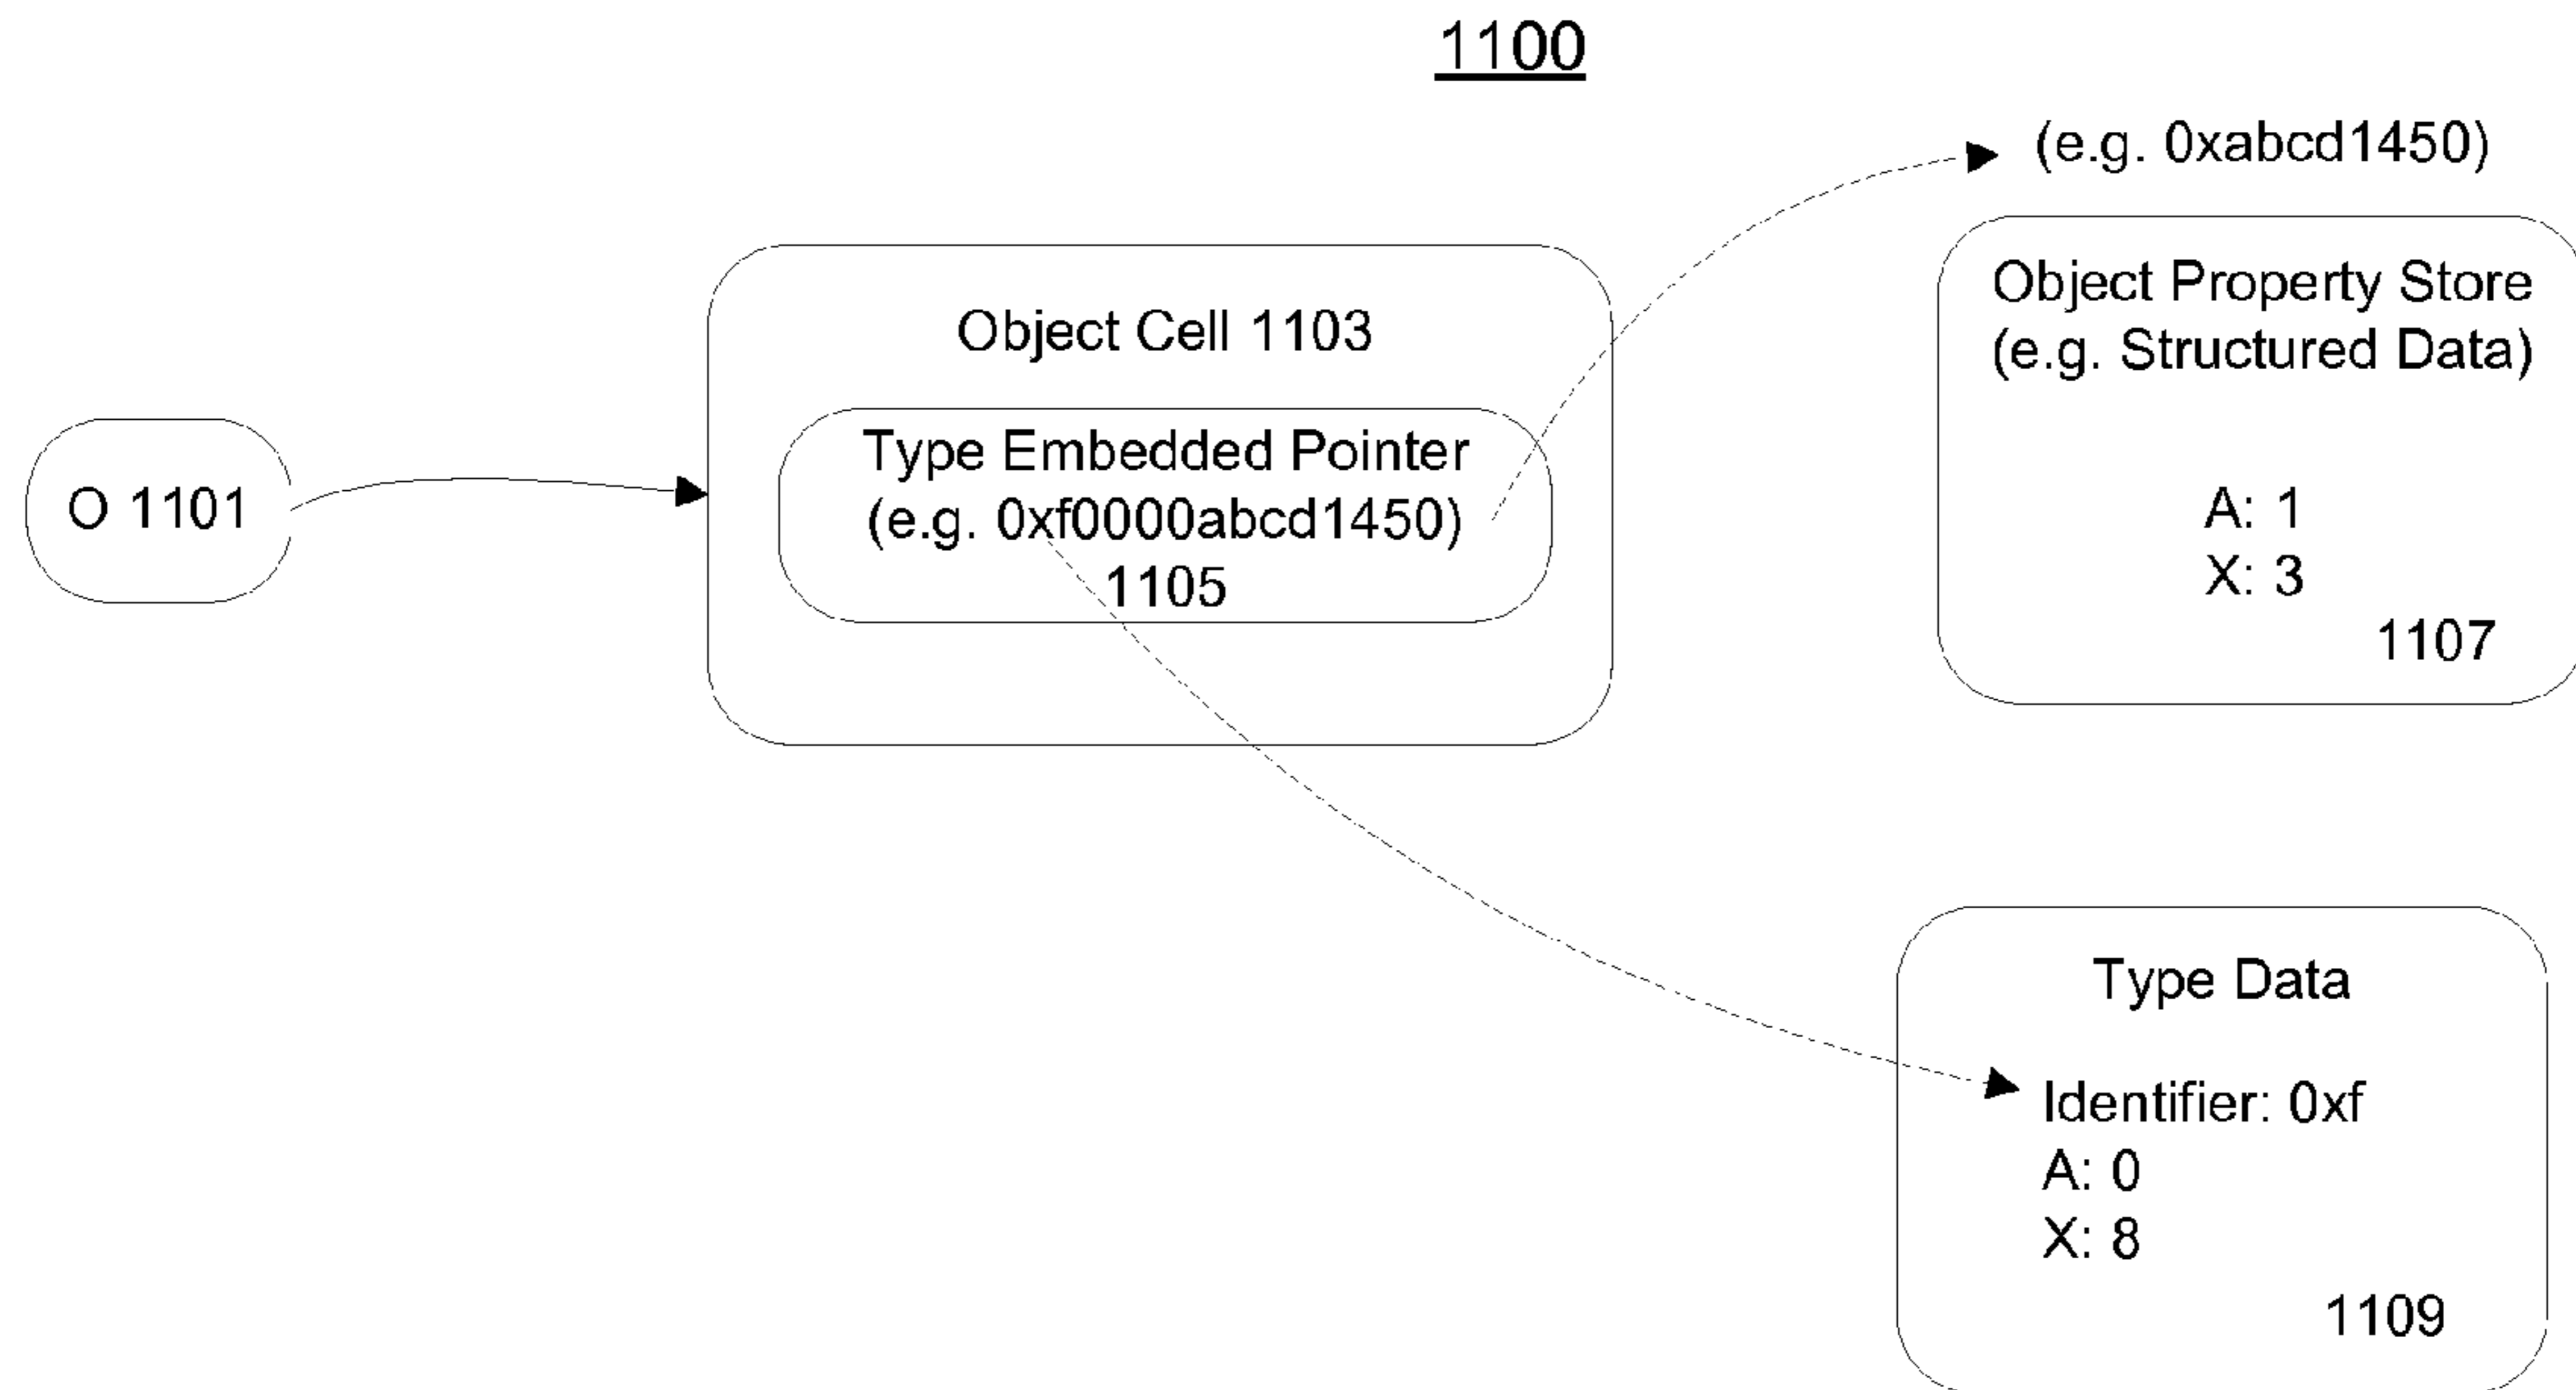 1100
(e.g. 0xabcd1450)
Object Property Store
(e.g. Structured Data)
A: 1
X: 3
1107
Object Cell 1103
Type Embedded Pointer
(e.g. 0xf0000abcd1450)
1105
O 1101
Type Data
Identifier: 0xf
A: 0
X: 8
1109